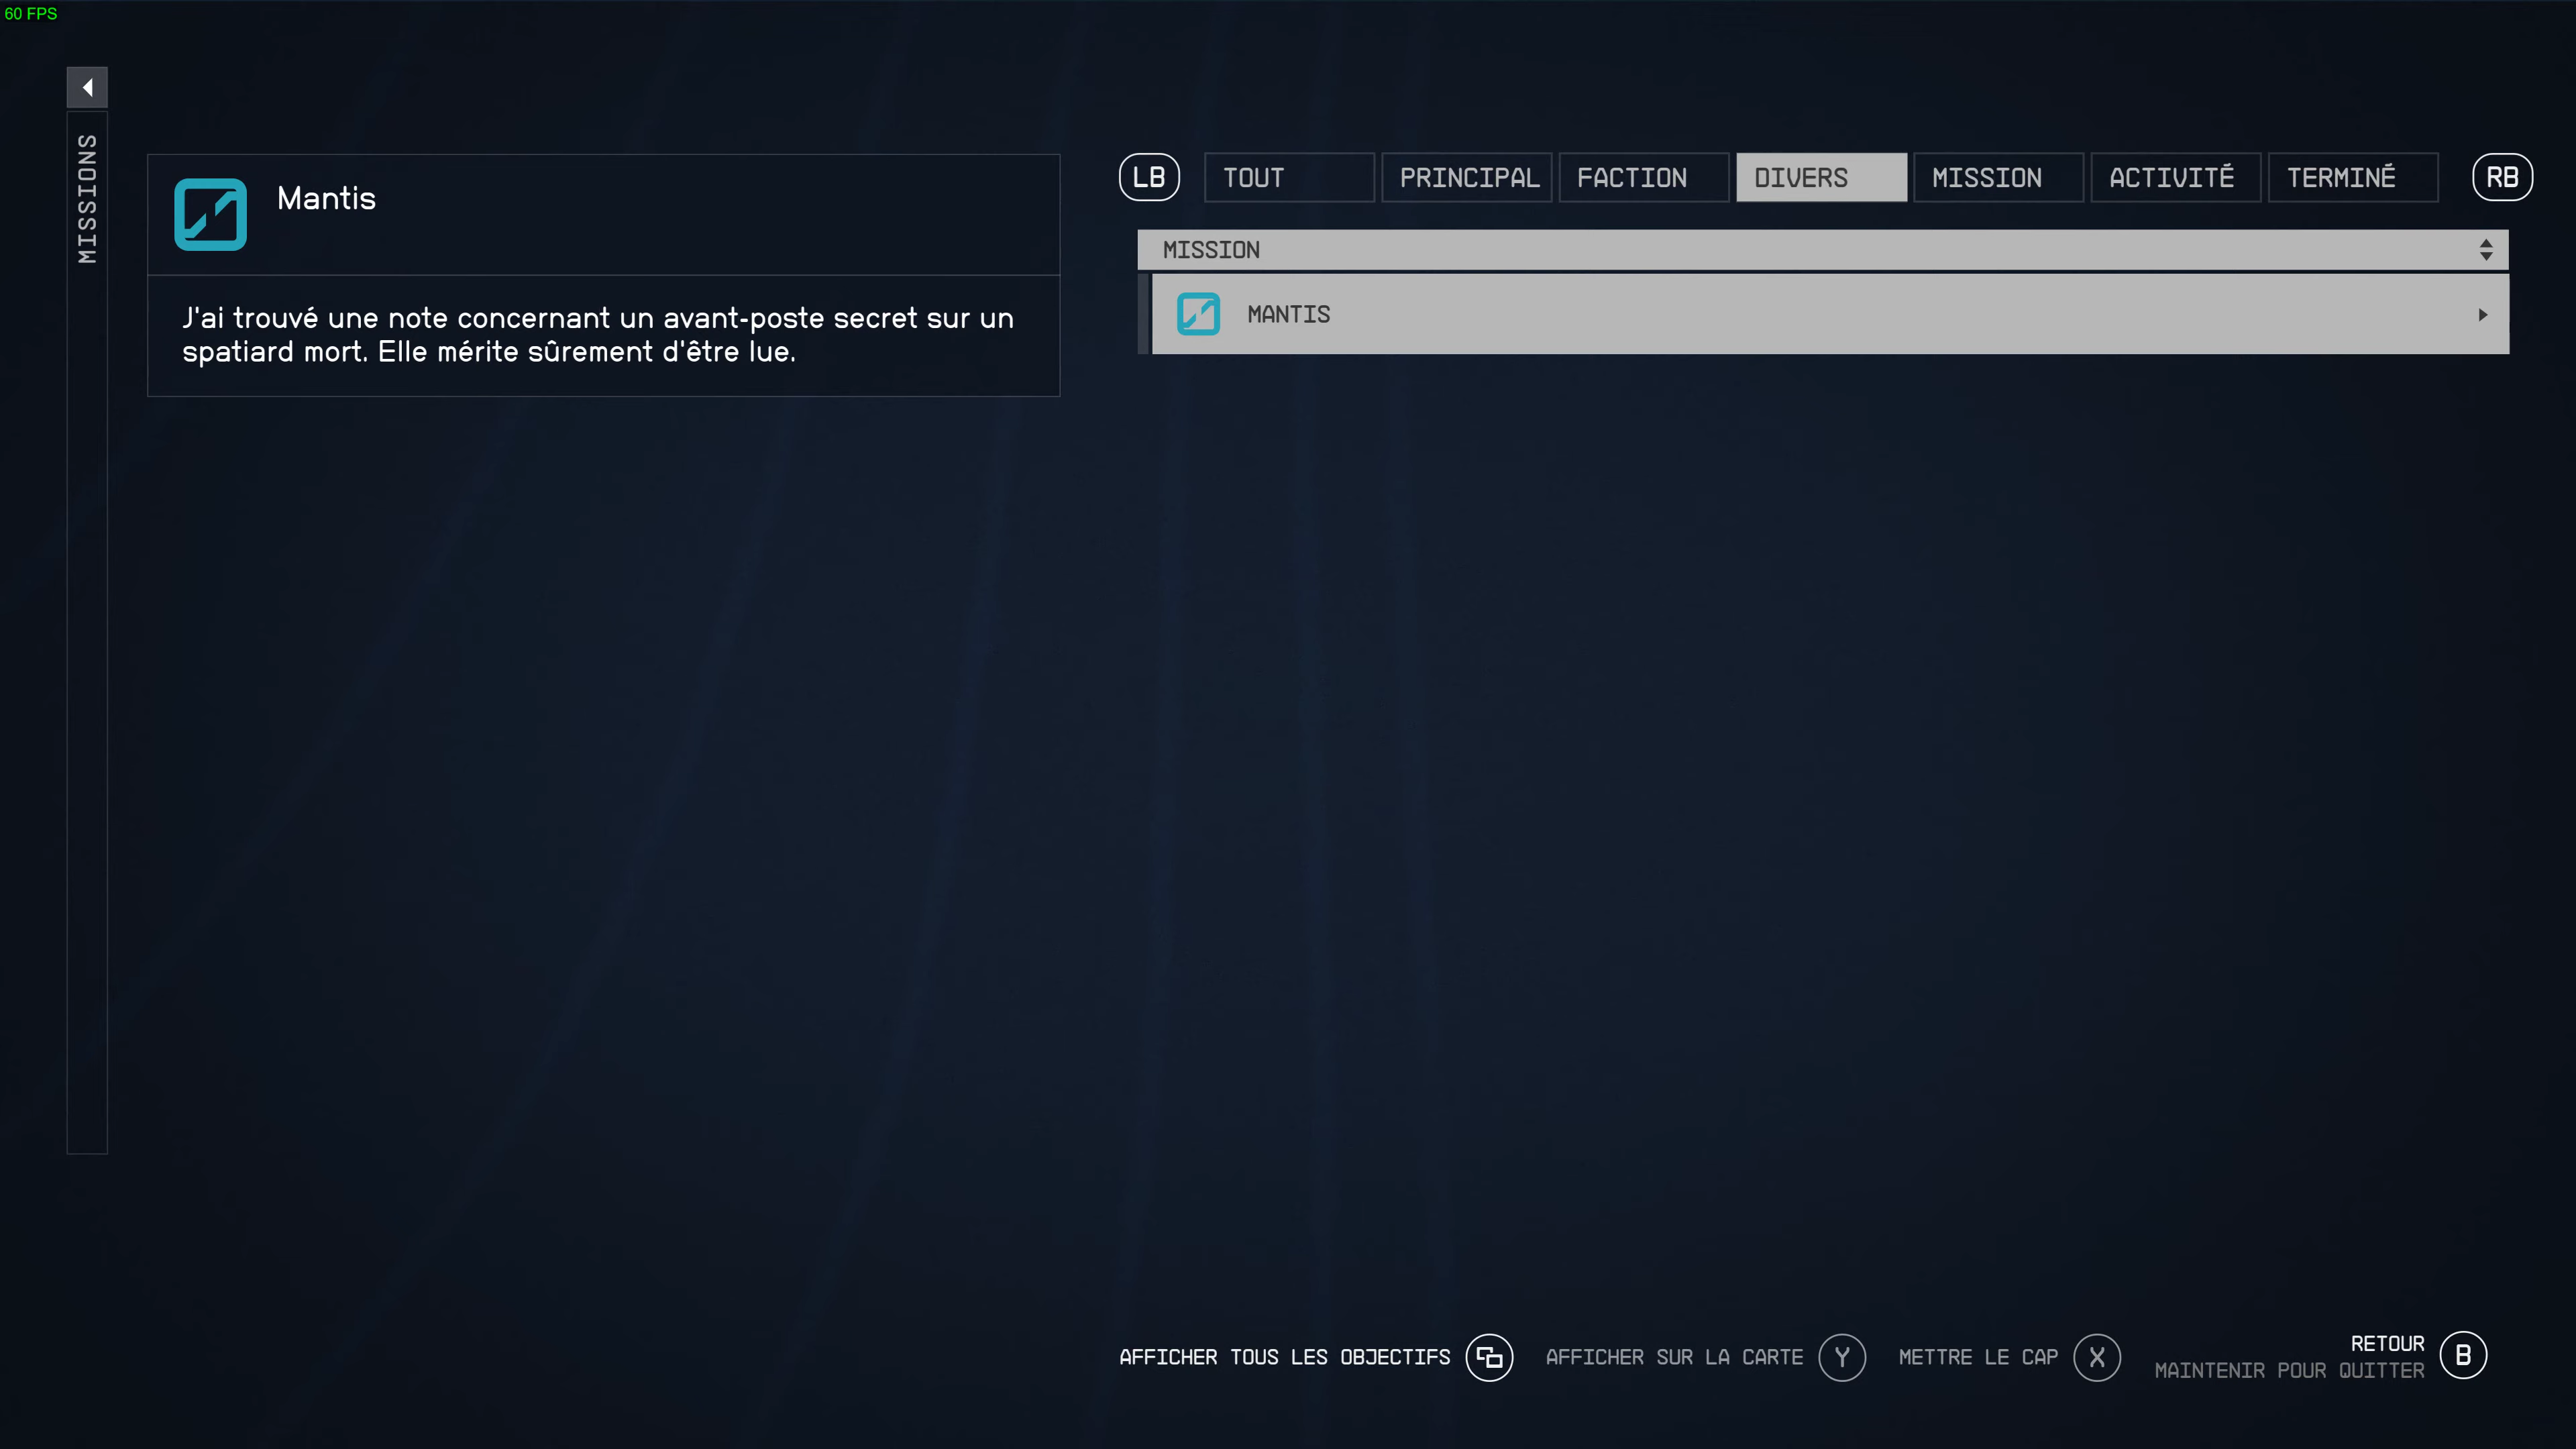 60 FPS
MISSIONS
Mantis
J'ai trouvé une note concernant un avant-poste secret sur un
spatiard mort. Elle mérite sûrement d'être lue.
LB TOUT PRINCIPAL FACTION DIVERS MISSION ACTIVITÉ TERMINÉ RB
MISSION
MANTIS
AFFICHER TOUS LES OBJECTIFS AFFICHER SUR LA CARTE Y METTRE LE CAP X RETOUR B
MAINTENIR POUR QUITTER